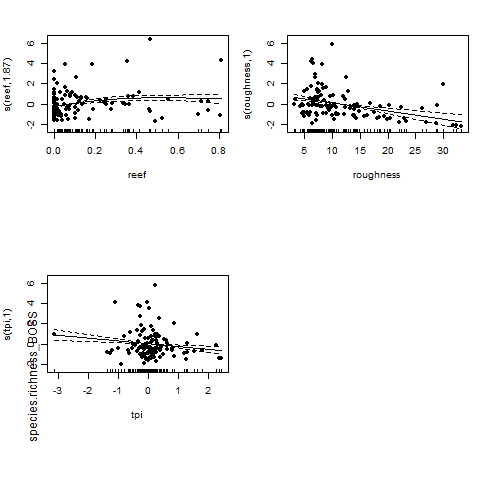 s(reef,1.87)
6
4
2
0
-2
0.0 0.2 0.4 0.6 0.8
reef
s(roughness,1)
6
4
2
0
-2
5 10 15 20 25 30
roughness
s(tpi,1)
species.richness_BOSS
6
4
2
0
-3 -2 -1 0 1 2
tpi